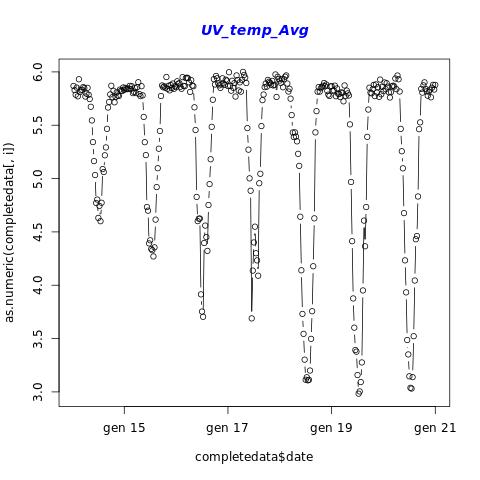 UV_temp_Avg
as.numeric(completedata[, i])
6.0
5.5
5.0
4.5
4.0
3.5
3.0
gen 15 gen 17 gen 19 gen 21
completedata$date